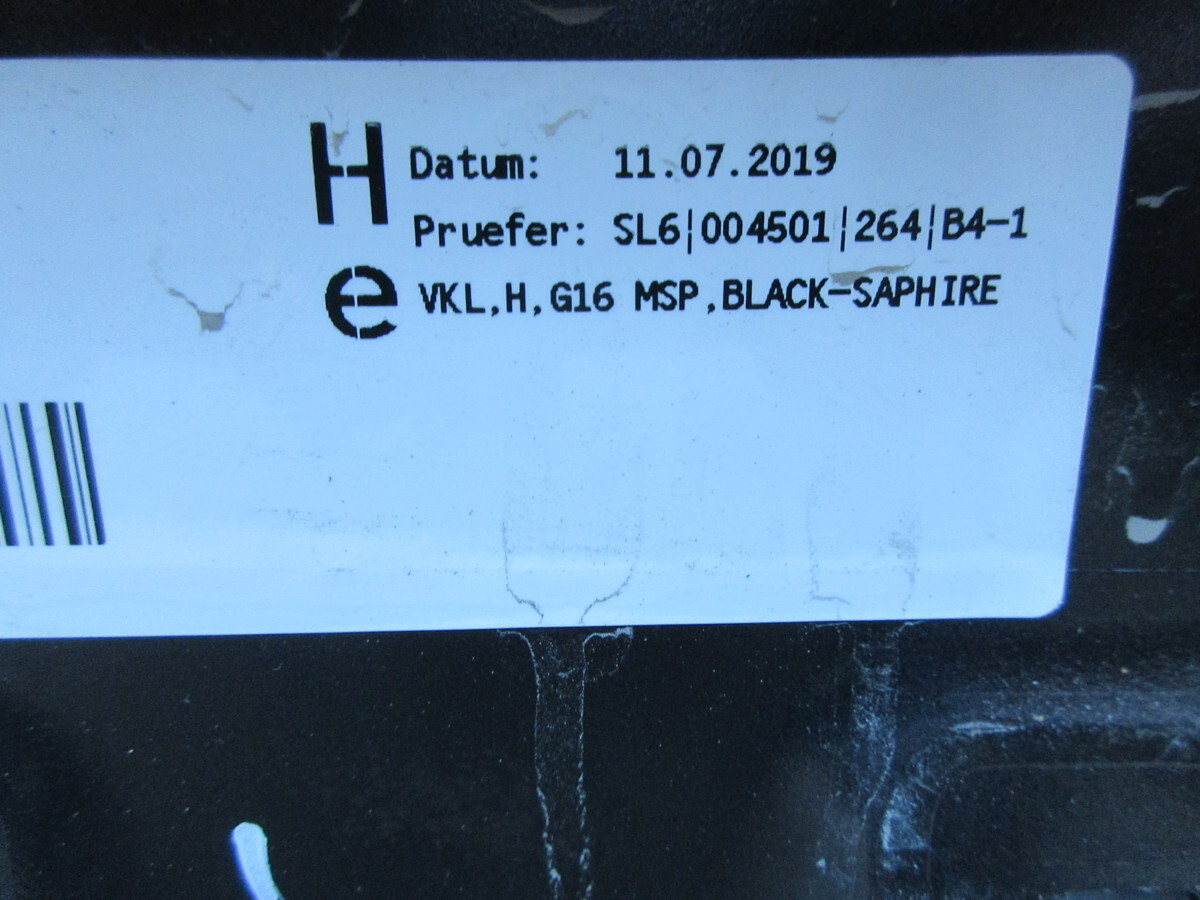 H Datum: 11.07.2019
Pruefer: SL6|004501|264|B4-1
e VKL,H,G16 MSP,BLACK-SAPHIRE